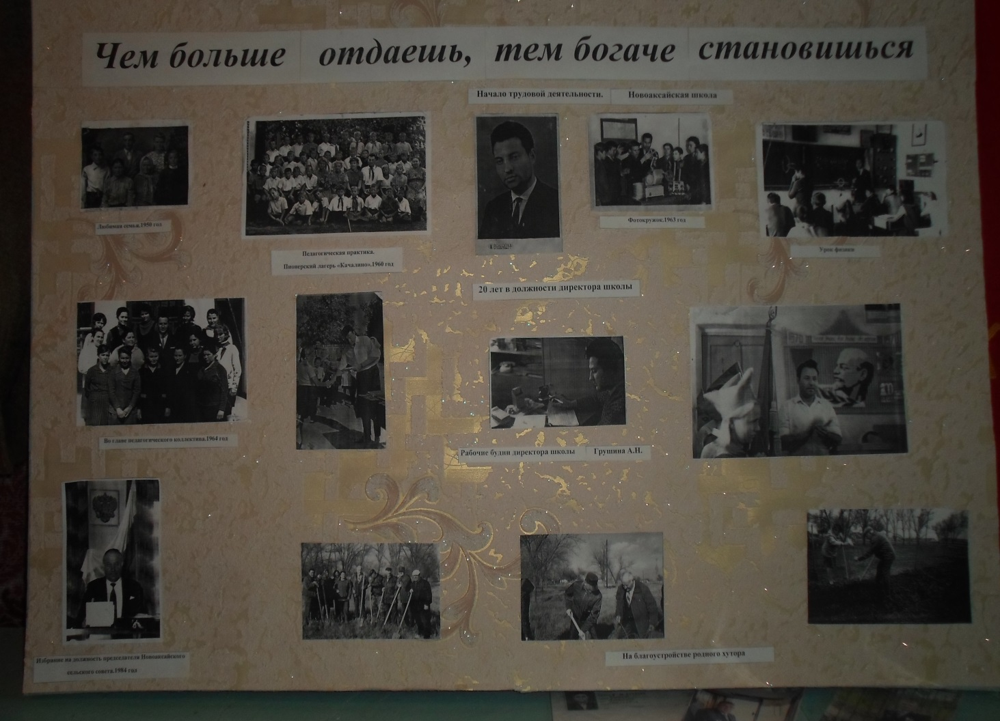 Чем больше отдаешь, тем богаче становишься
Начало трудовой деятельности. Новоаксайская школа
Любимая семья.1950 год
Педагогическая практика.
Пионерский лагерь «Качалино».1960 год
Фотокружок.1963 год
Урок физики
20 лет в должности директора школы
Во главе педагогического коллектива.1964 год
Рабочие будни директора школы Грушина А.Н.
Избрание на должность председателя Новоаксайского
сельского совета.1984 год
На благоустройстве родного хутора